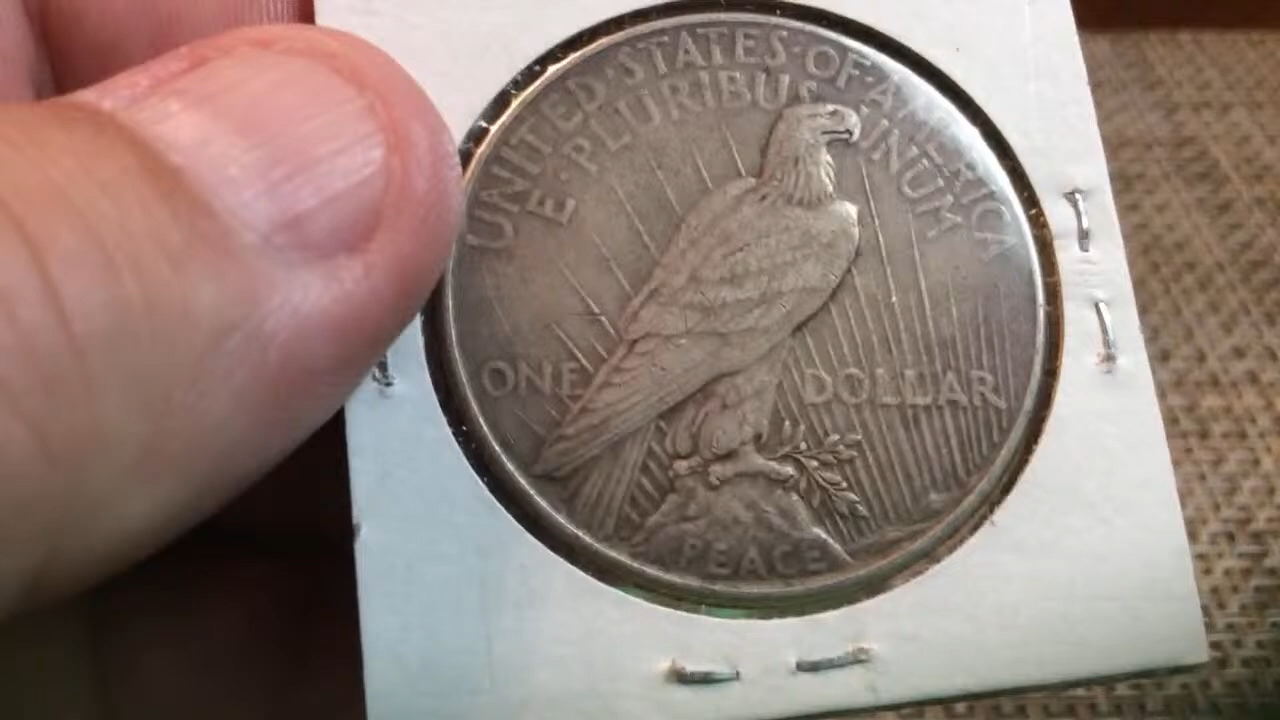 UNITED·STATES·OF·AMERICA
E·PLURIBUS UNUM
ONE DOLLAR
PEACE